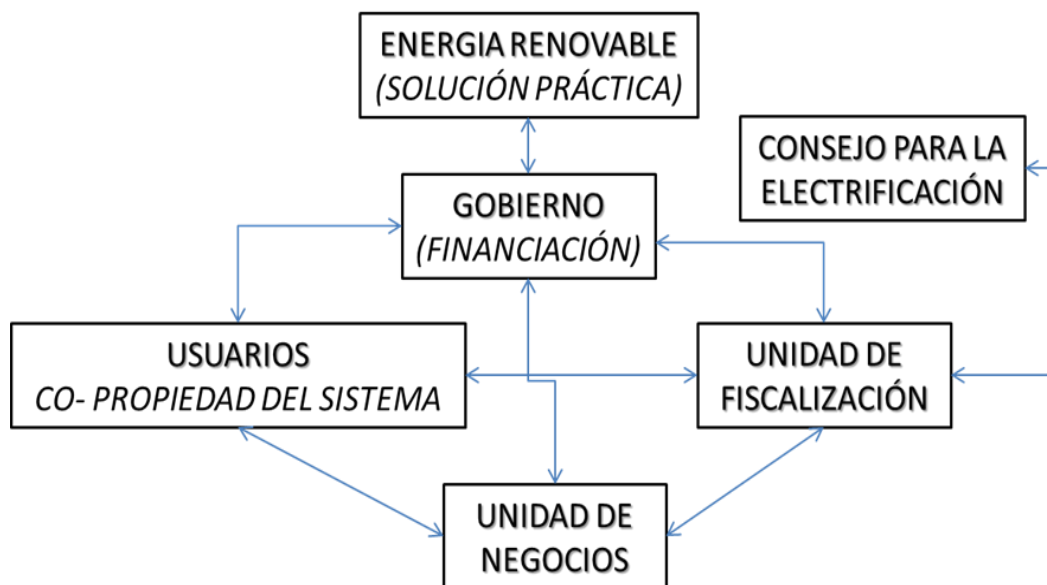 ENERGIA RENOVABLE
(SOLUCIÓN PRÁCTICA)
CONSEJO PARA LA
ELECTRIFICACIÓN
GOBIERNO
(FINANCIACIÓN)
USUARIOS
CO- PROPIEDAD DEL SISTEMA
UNIDAD DE
FISCALIZACIÓN
UNIDAD DE
NEGOCIOS